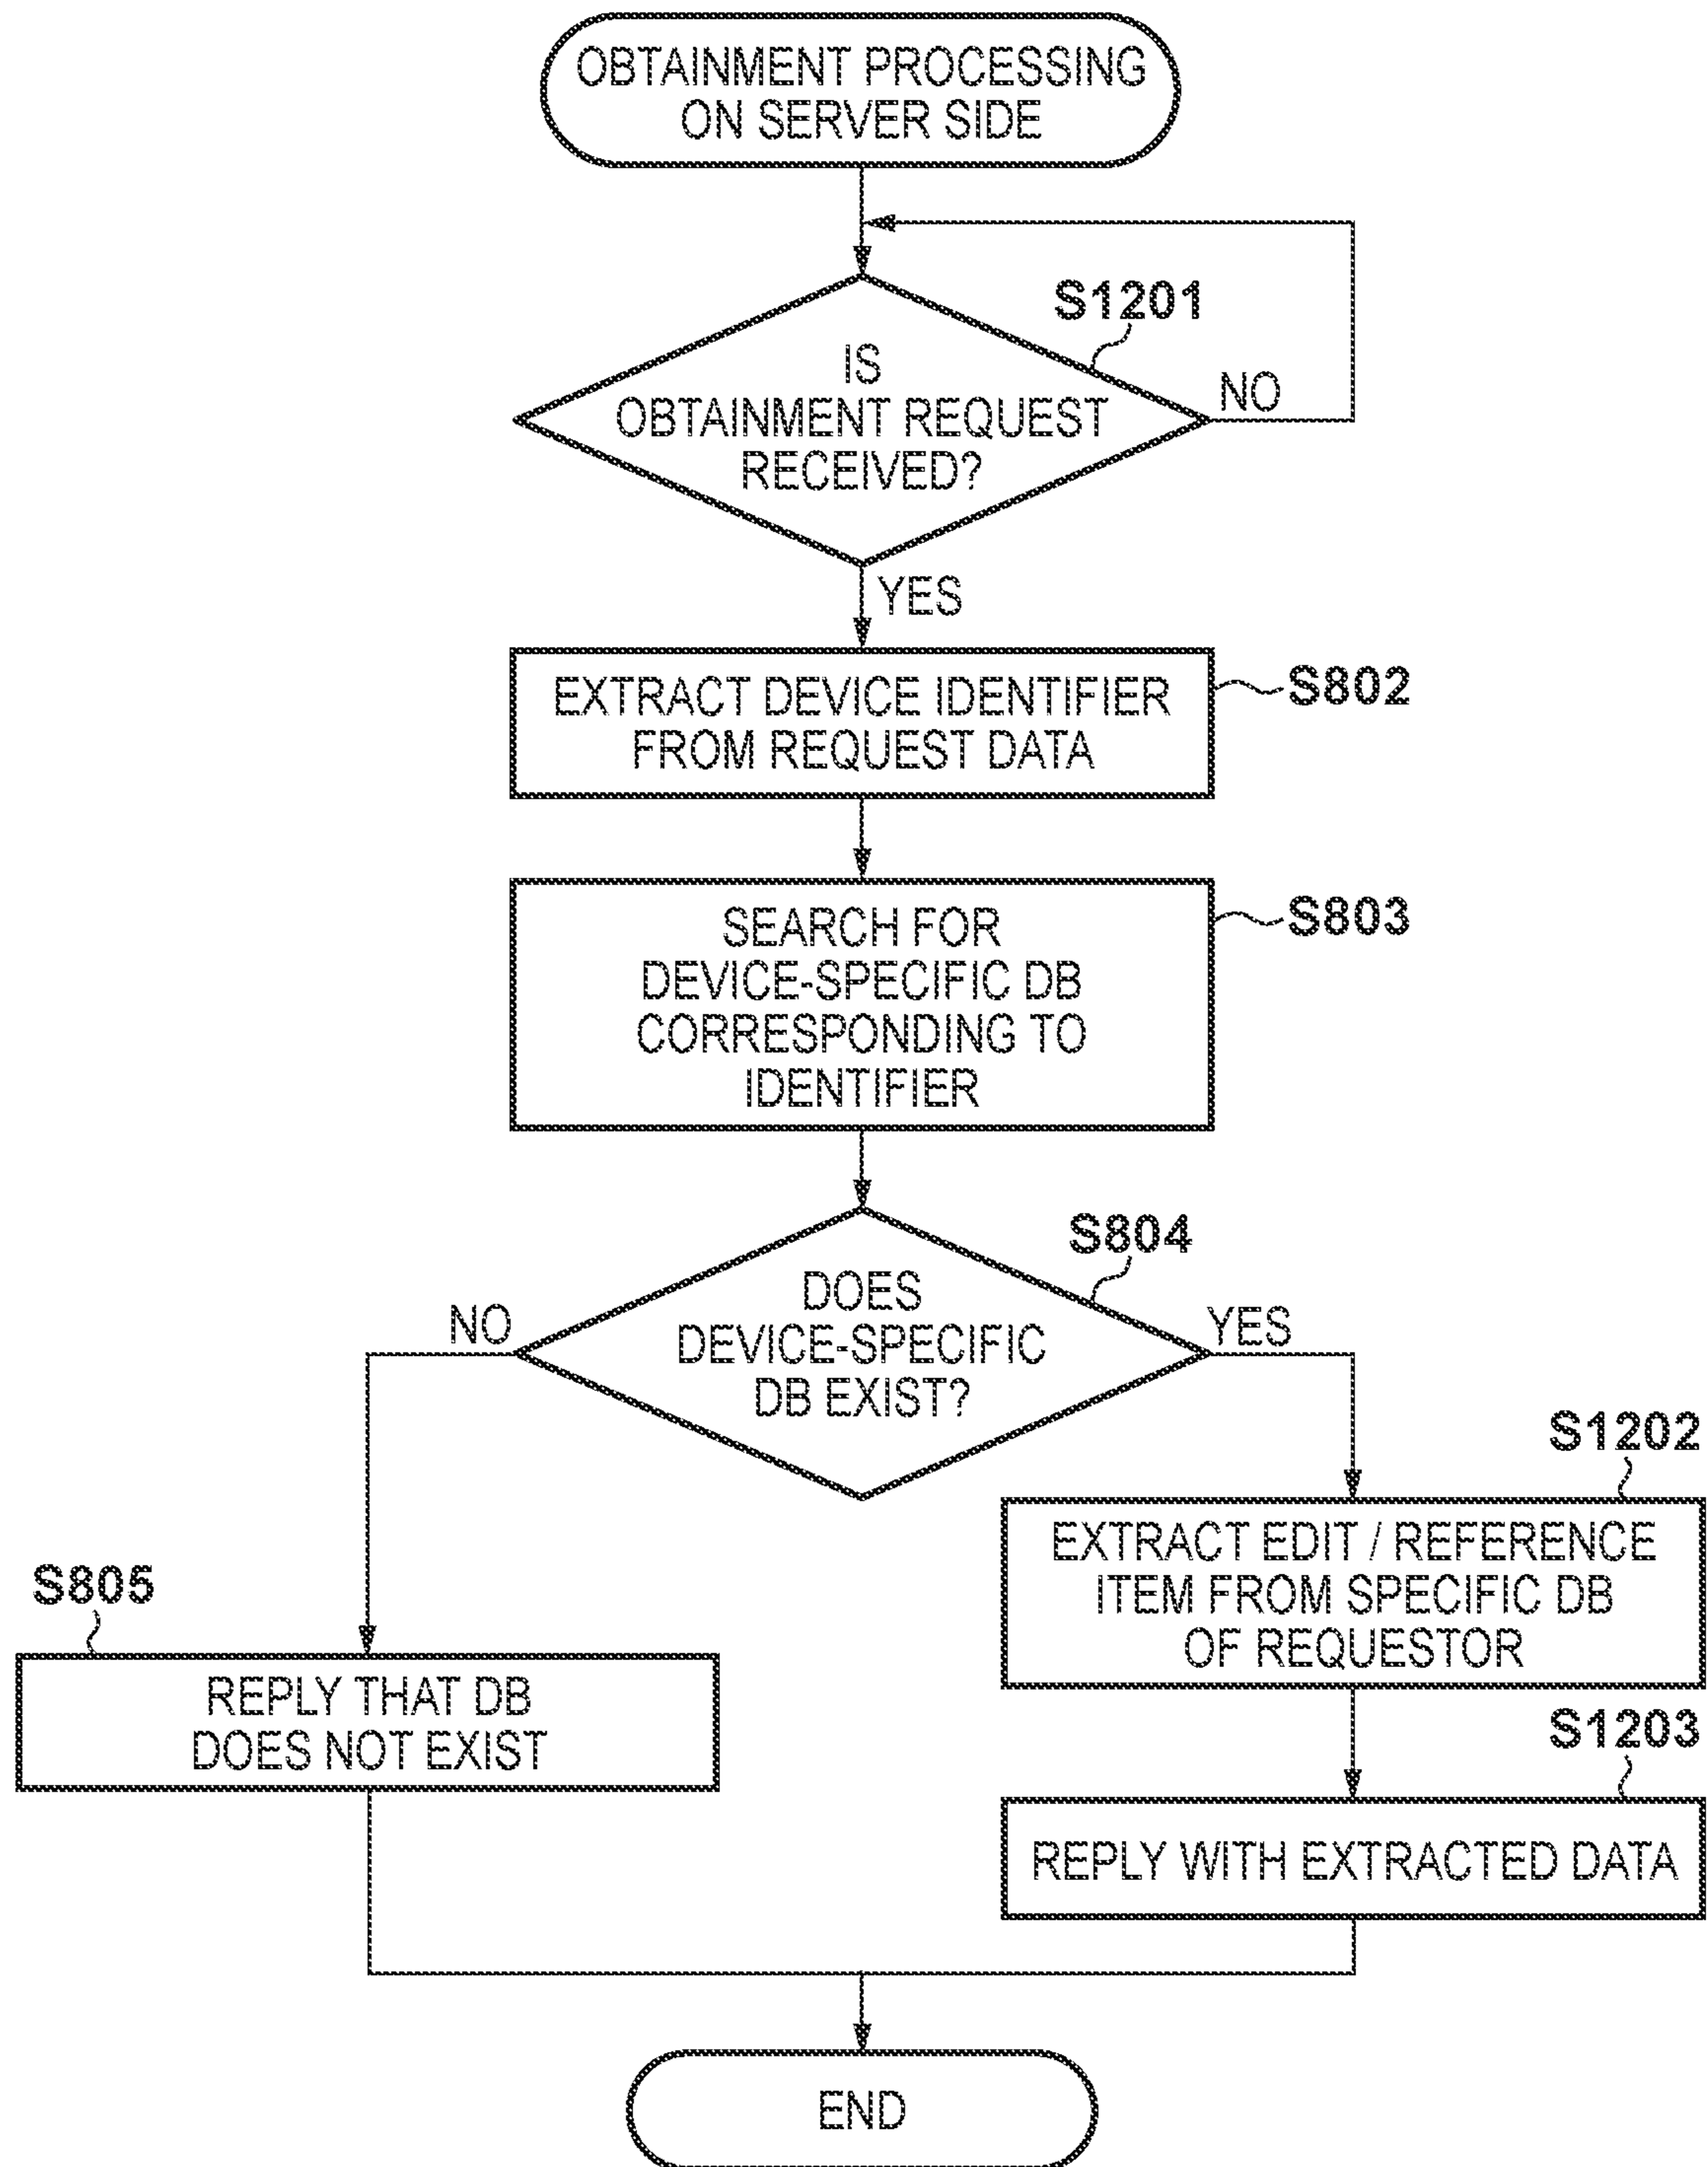 OBTAINMENT PROCESSING
ON SERVER SIDE
S1201
IS
OBTAINMENT REQUEST
RECEIVED?
NO
YES
EXTRACT DEVICE IDENTIFIER
FROM REQUEST DATA
S802
SEARCH FOR
DEVICE-SPECIFIC DB
CORRESPONDING TO
IDENTIFIER
S803
S804
DOES
DEVICE-SPECIFIC
DB EXIST?
NO
YES
S1202
EXTRACT EDIT / REFERENCE
ITEM FROM SPECIFIC DB
OF REQUESTOR
S805
REPLY THAT DB
DOES NOT EXIST
S1203
REPLY WITH EXTRACTED DATA
END